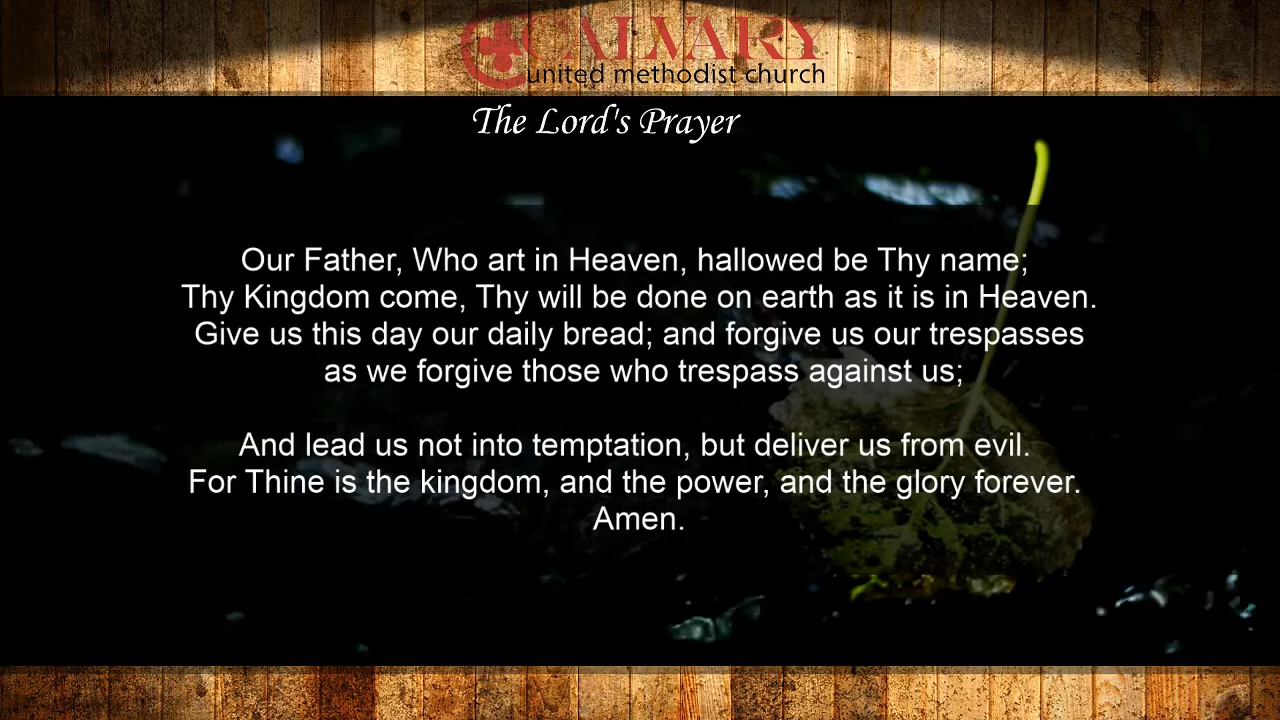 CALVARY
united methodist church
The Lord's Prayer
Our Father, Who art in Heaven, hallowed be Thy name;
Thy Kingdom come, Thy will be done on earth as it is in Heaven.
Give us this day our daily bread; and forgive us our trespasses
as we forgive those who trespass against us;
And lead us not into temptation, but deliver us from evil.
For Thine is the kingdom, and the power, and the glory forever.
Amen.